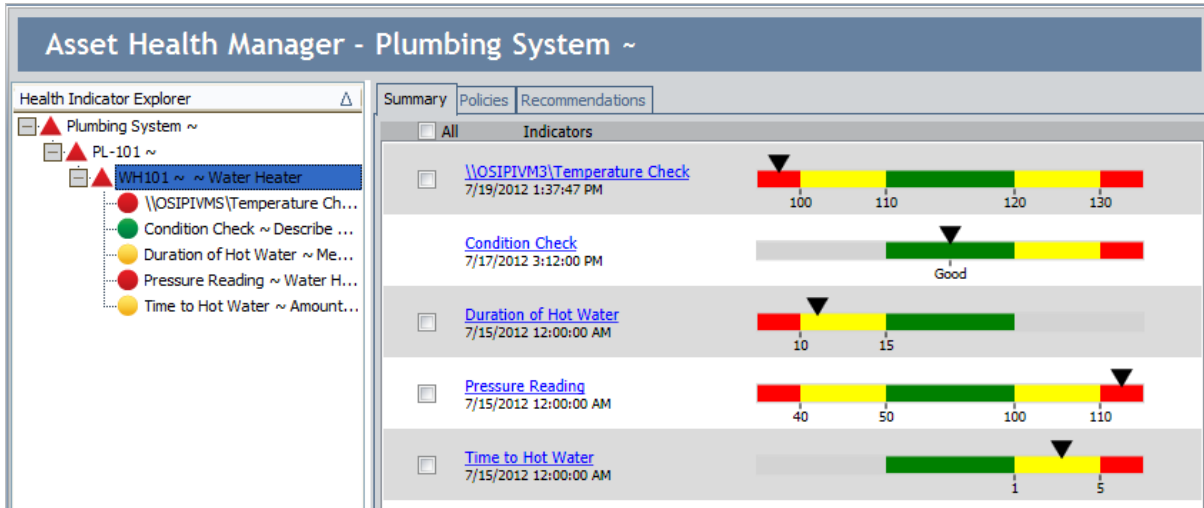 Asset Health Manager - Plumbing System ~
Health Indicator Explorer
Plumbing System ~
PL-101 ~
WH101 ~ ~ Water Heater
\\OSIPIVMS\Temperature Ch...
Condition Check ~ Describe ...
Duration of Hot Water ~ Me...
Pressure Reading ~ Water H...
Time to Hot Water ~ Amount...
Summary Policies Recommendations
All Indicators
\\OSIPIVM3\Temperature Check
7/19/2012 1:37:47 PM
100 110 120 130
Condition Check
7/17/2012 3:12:00 PM
Good
Duration of Hot Water
7/15/2012 12:00:00 AM
10 15
Pressure Reading
7/15/2012 12:00:00 AM
40 50 100 110
Time to Hot Water
7/15/2012 12:00:00 AM
1 5